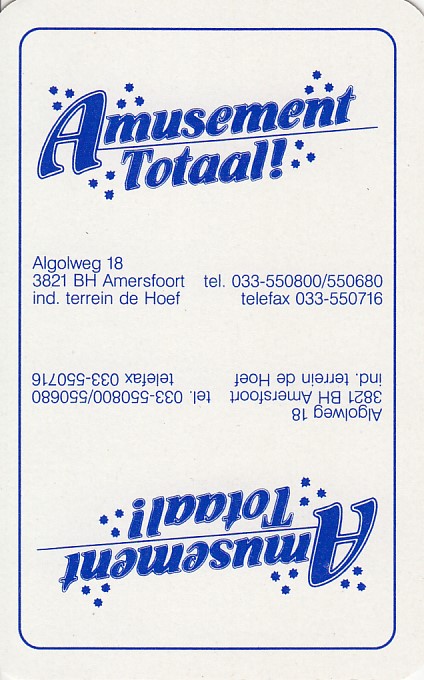 Amusement
Totaal!
Algolweg 18
3821 BH Amersfoort tel. 033-550800/550680
ind. terrein de Hoef telefax 033-550716
Amusement
Totaal!
Algolweg 18
3821 BH Amersfoort tel. 033-550800/550680
ind. terrein de Hoef telefax 033-550716